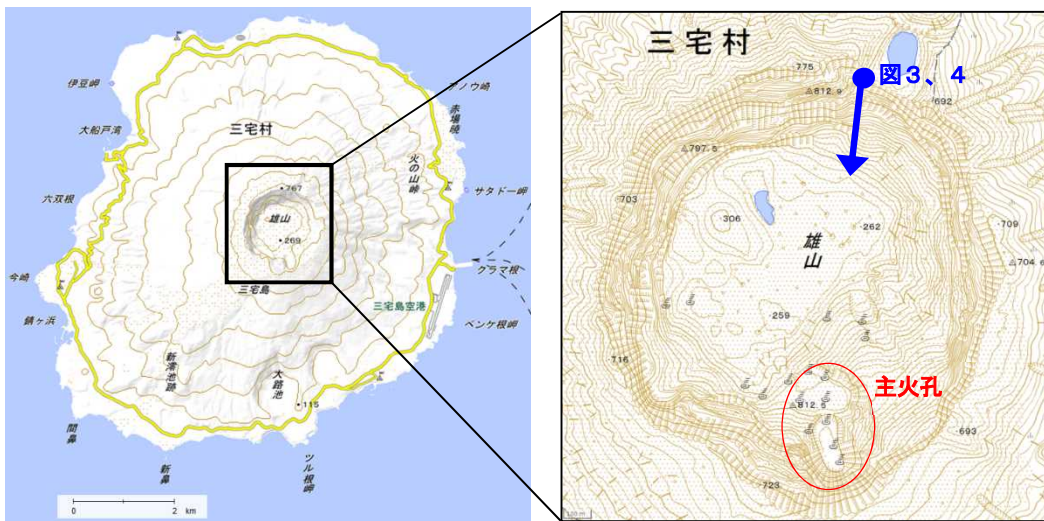 アノウ崎
伊豆岬
赤場暁
大船戸湾
三宅村
火の山峠
・767
サタドー岬
六双根
雄山
・269
グラマ根
今崎
三宅島
三宅島空港
錆ヶ浜
ベンケ根岬
新澪池跡
大路池
・115
間鼻
新鼻
ツル根岬
0 2 km
三宅村
775
図3、4
812.9
692
797.5
・703
・306
・262
・709
雄山
704.6
・259
・716
主火孔
812.5
・693
・723
100 m